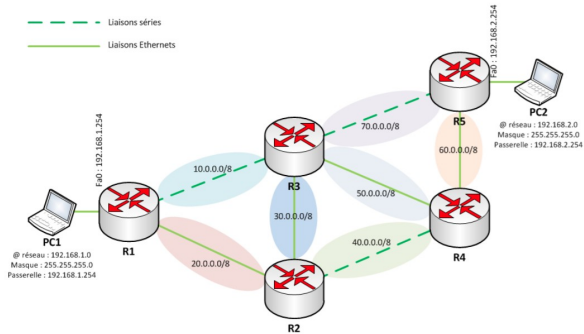 Liaisons séries
Liaisons Ethernets
Fa0 : 192.168.2.254
R5
PC2
@ réseau : 192.168.2.0
Masque : 255.255.255.0
Passerelle : 192.168.2.254
70.0.0.0/8
60.0.0.0/8
Fa0 : 192.168.1.254
10.0.0.0/8
R3
50.0.0.0/8
30.0.0.0/8
40.0.0.0/8
R4
PC1
@ réseau : 192.168.1.0
Masque : 255.255.255.0
Passerelle : 192.168.1.254
R1
20.0.0.0/8
R2